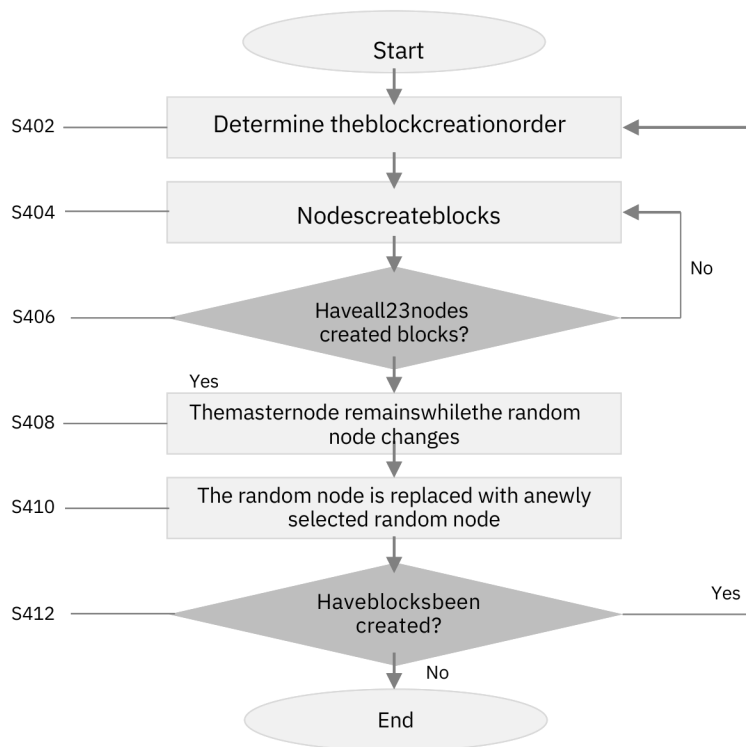 Start
S402
Determine theblockcreationorder
S404
Nodescreateblocks
No
S406
Haveall23nodes
created blocks?
Yes
S408
Themasternode remainswhilethe random
node changes
S410
The random node is replaced with anewly
selected random node
S412
Haveblocksbeen
created?
Yes
No
End